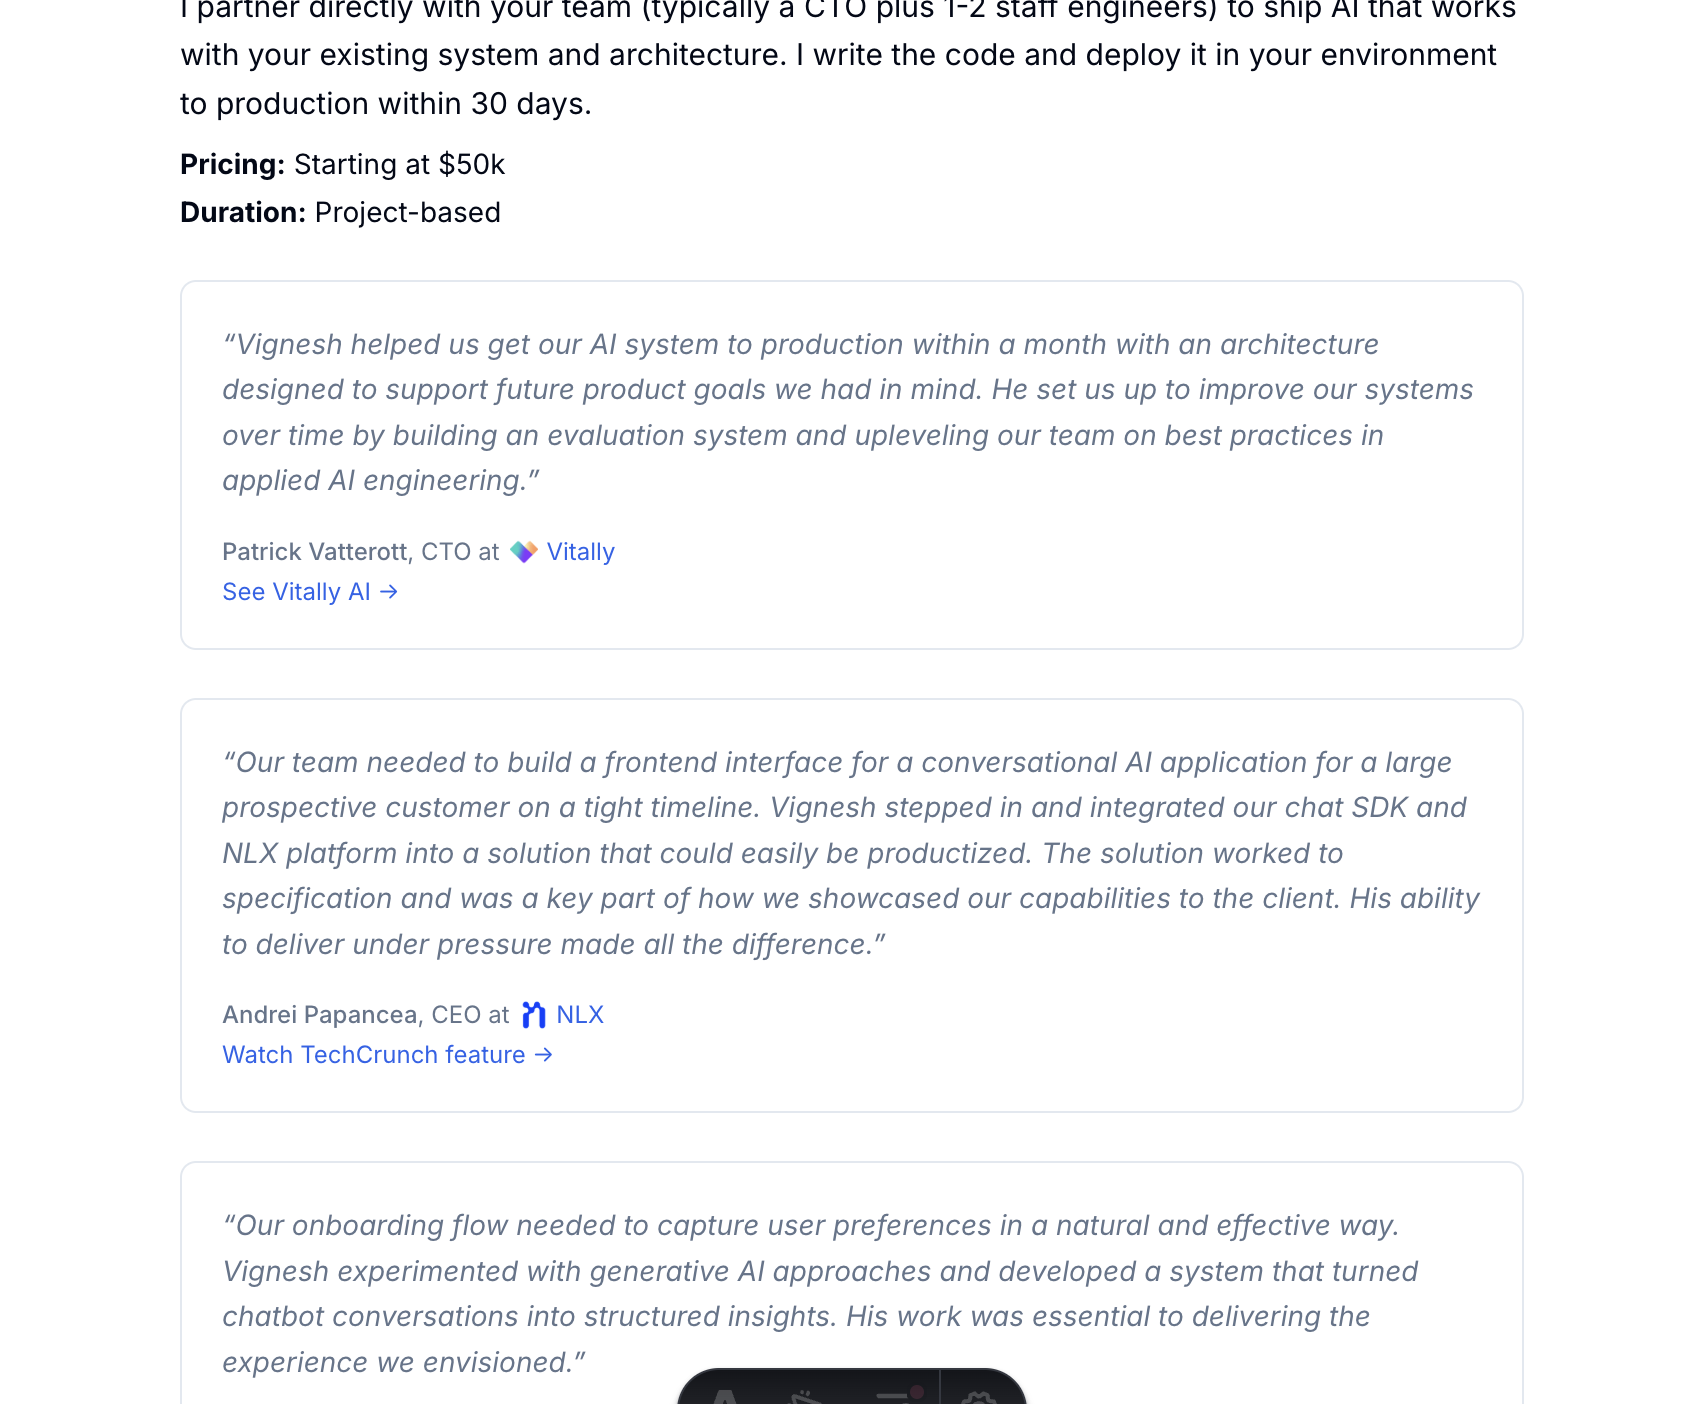 I partner directly with your team (typically a CTO plus 1-2 staff engineers) to ship AI that works
with your existing system and architecture. I write the code and deploy it in your environment
to production within 30 days.
Pricing: Starting at $50k
Duration: Project-based
“Vignesh helped us get our AI system to production within a month with an architecture
designed to support future product goals we had in mind. He set us up to improve our systems
over time by building an evaluation system and upleveling our team on best practices in
applied AI engineering.”
Patrick Vatterott, CTO at Vitally
See Vitally AI →
“Our team needed to build a frontend interface for a conversational AI application for a large
prospective customer on a tight timeline. Vignesh stepped in and integrated our chat SDK and
NLX platform into a solution that could easily be productized. The solution worked to
specification and was a key part of how we showcased our capabilities to the client. His ability
to deliver under pressure made all the difference.”
Andrei Papancea, CEO at NLX
Watch TechCrunch feature →
“Our onboarding flow needed to capture user preferences in a natural and effective way.
Vignesh experimented with generative AI approaches and developed a system that turned
chatbot conversations into structured insights. His work was essential to delivering the
experience we envisioned.”